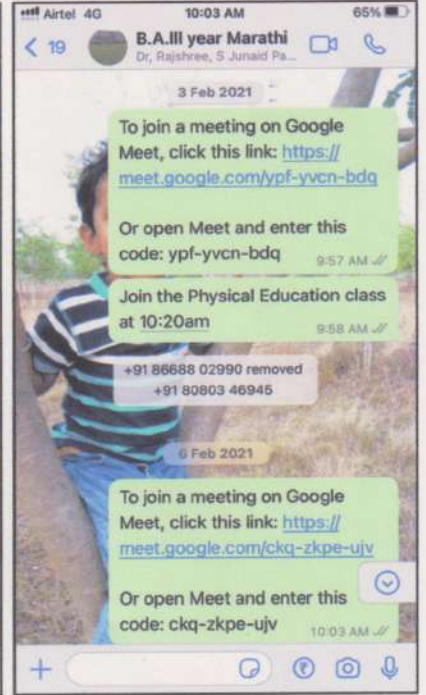 Airtel 4G 10:03 AM 65%
19 B.A.III year Marathi
Dr, Rajshree, S Junaid Pa...
3 Feb 2021
To join a meeting on Google
Meet, click this link: https://
meet.google.com/ypf-yvcn-bdq
Or open Meet and enter this
code: ypf-yvcn-bdq 9:57 AM
Join the Physical Education class
at 10:20am 9:58 AM
+91 86688 02990 removed
+91 80803 46945
6 Feb 2021
To join a meeting on Google
Meet, click this link: https://
meet.google.com/ckq-zkpe-ujv
Or open Meet and enter this
code: ckq-zkpe-ujv 10:03 AM